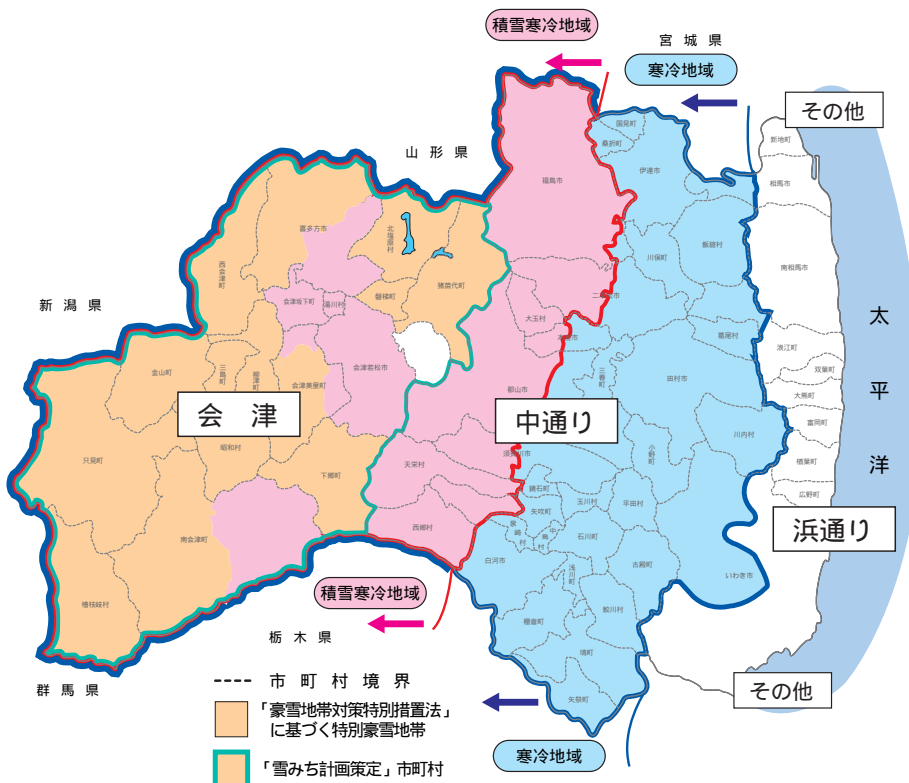 積雪寒冷地域
宮城県
寒冷地域
その他
山形県
新潟県
国見町
桑折町
伊達市
新地町
相馬市
福島市
喜多方市
北塩原村
西会津町
飯舘村
川俣町
南相馬市
猪苗代町
磐梯町
会津坂下町
湯川村
二本松市
大玉村
本宮市
葛尾村
浪江町
双葉町
大熊町
富岡町
楢葉町
広野町
太平洋
金山町
三島町
柳津町
会津美里町
会津若松市
郡山市
三春町
田村市
川内村
小野町
会津
中通り
浜通り
只見町
昭和村
下郷町
天栄村
須賀川市
鏡石町
玉川村
平田村
矢吹町
泉崎村
中島村
石川町
西郷村
白河市
浅川町
古殿町
いわき市
南会津町
檜枝岐村
棚倉町
鮫川村
塙町
矢祭町
積雪寒冷地域
栃木県
群馬県
その他
市町村境界
「豪雪地帯対策特別措置法」
に基づく特別豪雪地帯
「雪みち計画策定」市町村
寒冷地域